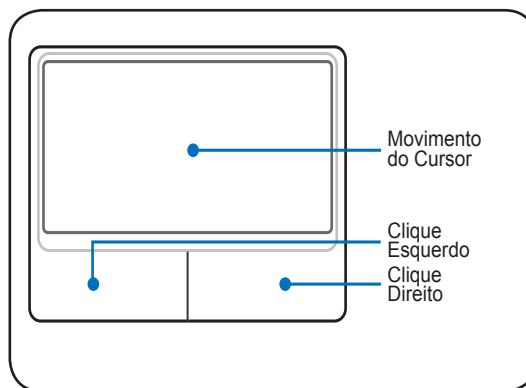 Movimento
do Cursor
Clique
Esquerdo
Clique
Direito